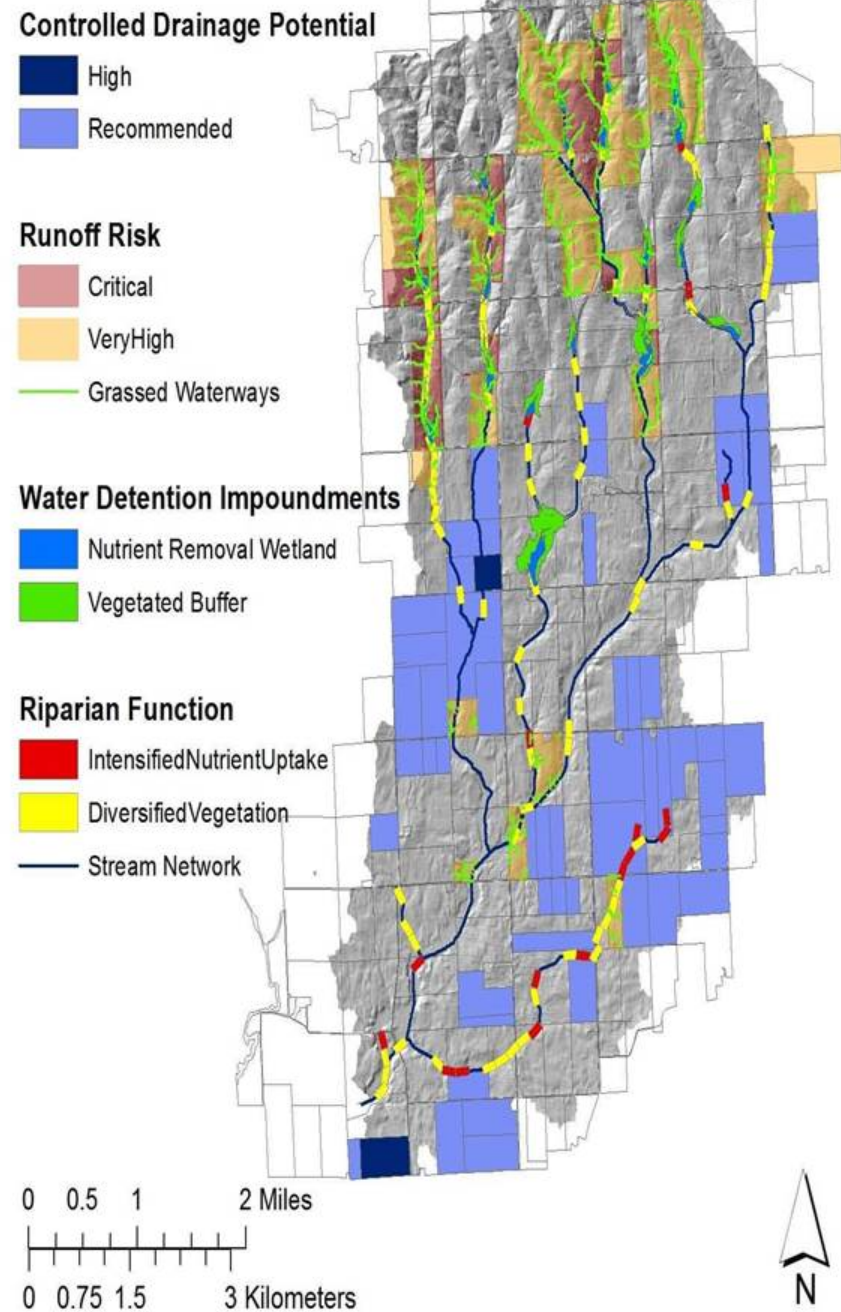 Controlled Drainage Potential
High
Recommended
Runoff Risk
Critical
VeryHigh
Grassed Waterways
Water Detention Impoundments
Nutrient Removal Wetland
Vegetated Buffer
Riparian Function
IntensifiedNutrientUptake
DiversifiedVegetation
Stream Network
0 0.5 1 2 Miles
0 0.75 1.5 3 Kilometers
N